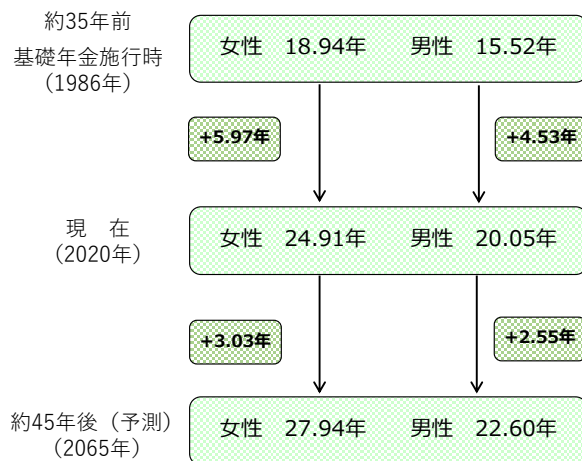 約35年前
基礎年金施行時
（1986年）
女性　18.94年　　男性　15.52年
+5.97年
+4.53年
現　在
（2020年）
女性　24.91年　　男性　20.05年
+3.03年
+2.55年
約45年後（予測）
（2065年）
女性　27.94年　　男性　22.60年